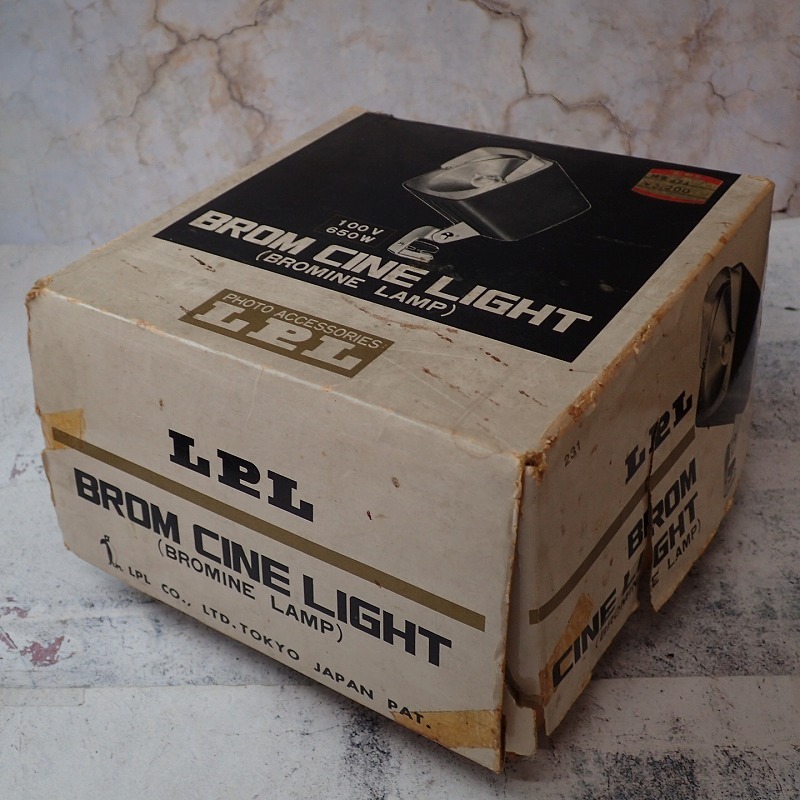 100V
650W
BROM CINE LIGHT
(BROMINE LAMP)
PHOTO ACCESSORIES
LPL
LPL
BROM CINE LIGHT
(BROMINE LAMP)
LPL CO., LTD. TOKYO JAPAN PAT.
231
LPL
BROM
CINE LIGHT
LAMP)